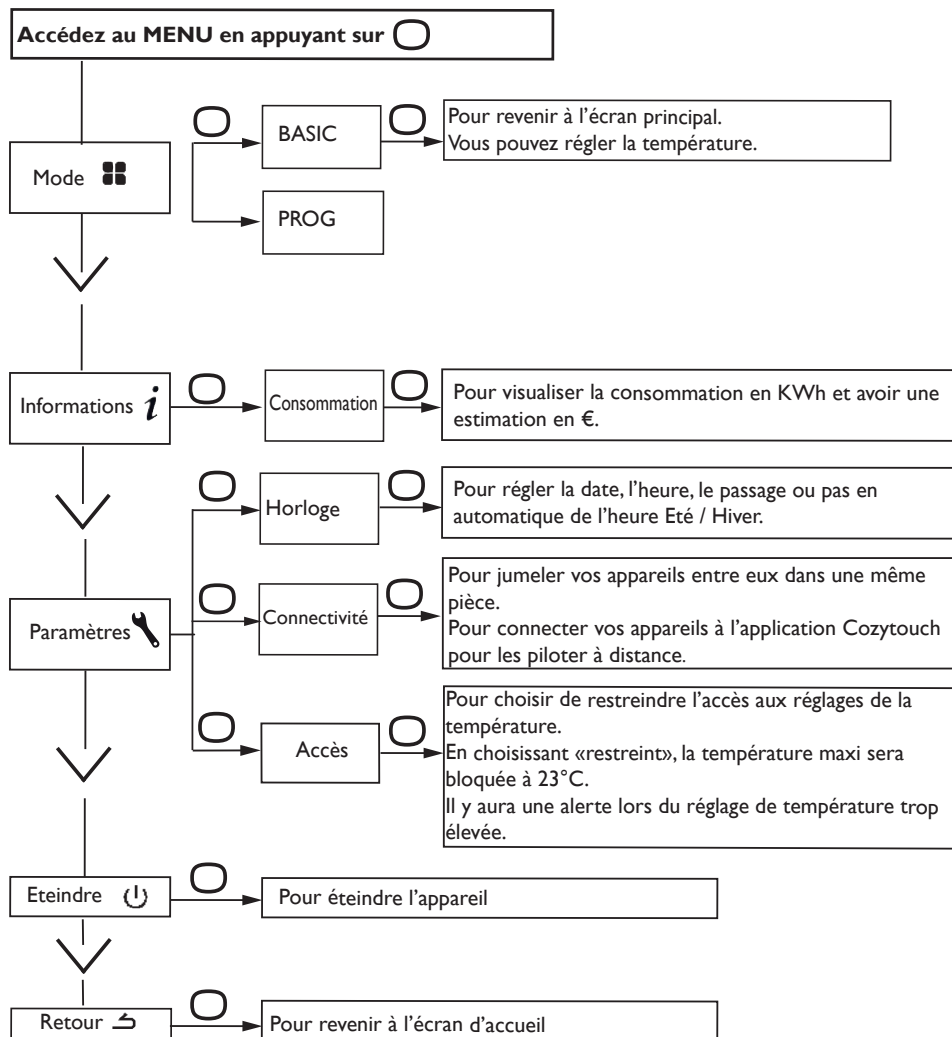 Accédez au MENU en appuyant sur
Mode
BASIC
Pour revenir à l'écran principal.
Vous pouvez régler la température.
PROG
Informations i
Consommation
Pour visualiser la consommation en KWh et avoir une
estimation en €.
Paramètres
Horloge
Pour régler la date, l'heure, le passage ou pas en
automatique de l'heure Eté / Hiver.
Connectivité
Pour jumeler vos appareils entre eux dans une même
pièce.
Pour connecter vos appareils à l'application Cozytouch
pour les piloter à distance.
Accès
Pour choisir de restreindre l'accès aux réglages de la
température.
En choisissant «restreint», la température maxi sera
bloquée à 23°C.
Il y aura une alerte lors du réglage de température trop
élevée.
Eteindre
Pour éteindre l'appareil
Retour
Pour revenir à l'écran d'accueil